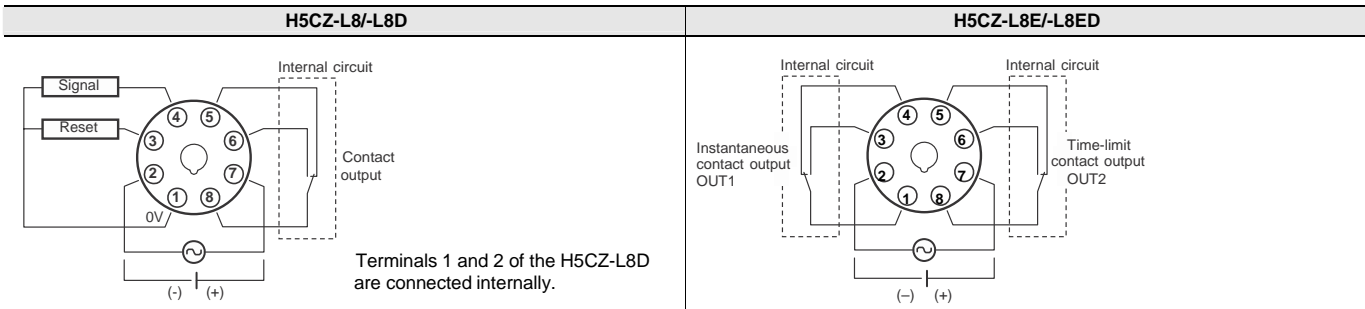 H5CZ-L8/-L8D
Internal circuit
Signal
Reset
4 5
3 6
2 7
1 8
0V
Contact
output
(-) (+)
Terminals 1 and 2 of the H5CZ-L8D
are connected internally.
H5CZ-L8E/-L8ED
Internal circuit
Internal circuit
4 5
3 6
2 7
1 8
Instantaneous
contact output
OUT1
Time-limit
contact output
OUT2
(–) (+)